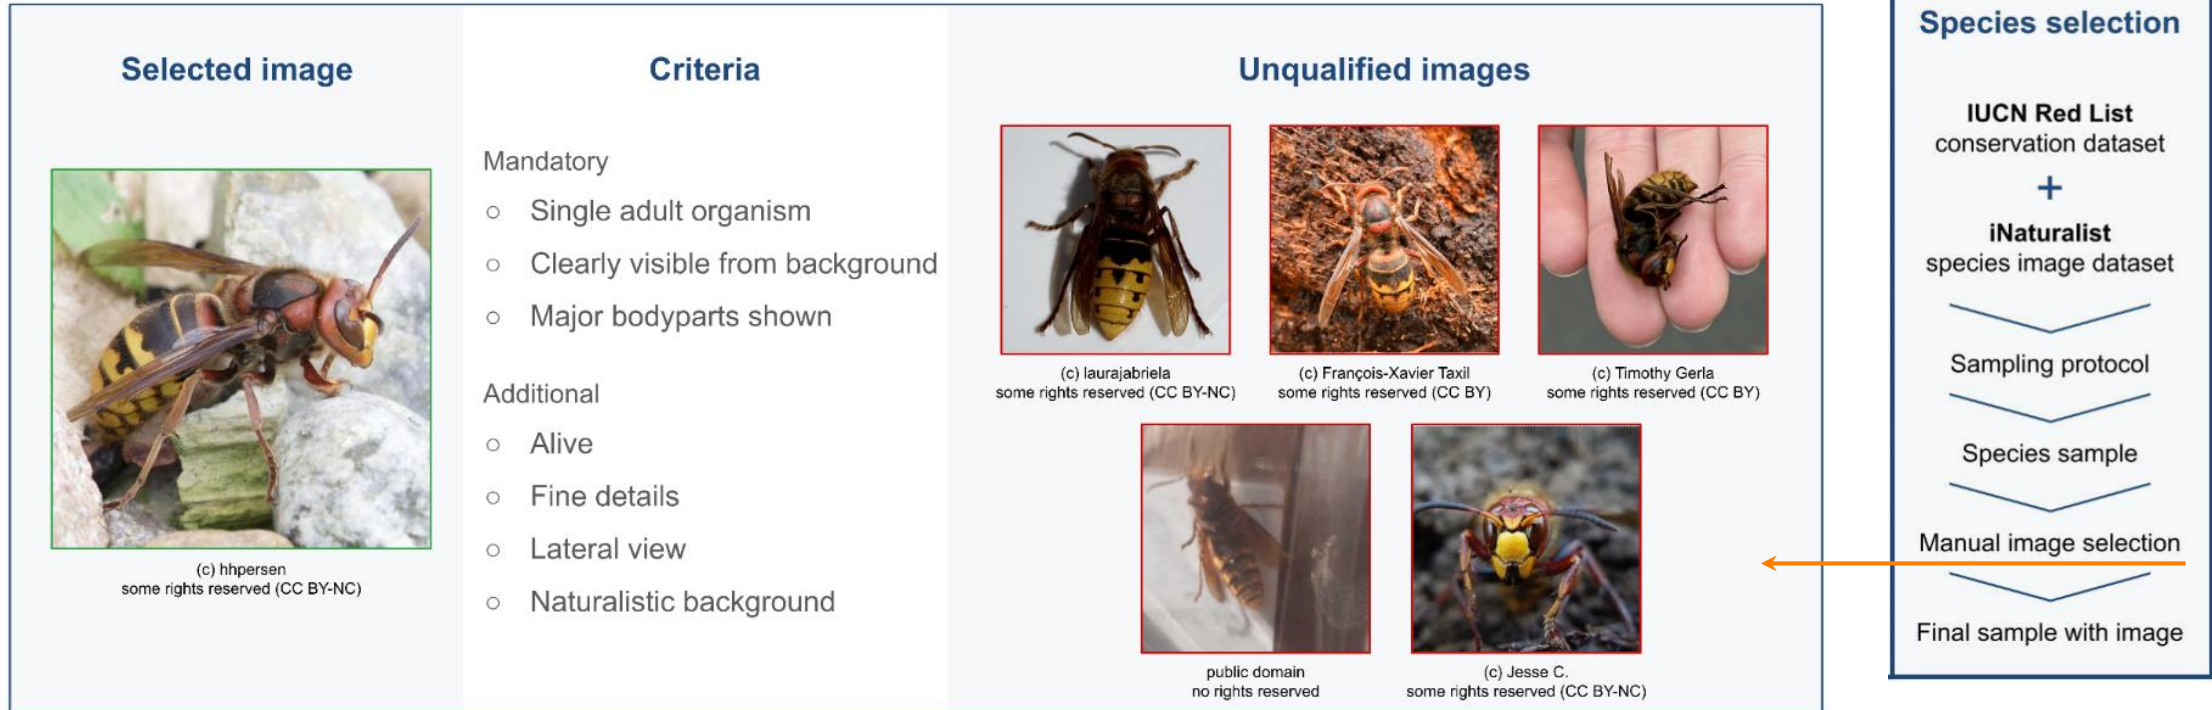 Selected image
(c) hhpersen
some rights reserved (CC BY-NC)
Criteria
Mandatory
○ Single adult organism
○ Clearly visible from background
○ Major bodyparts shown
Additional
○ Alive
○ Fine details
○ Lateral view
○ Naturalistic background
Unqualified images
(c) laurajabriela
some rights reserved (CC BY-NC)
(c) François-Xavier Taxil
some rights reserved (CC BY)
(c) Timothy Gerla
some rights reserved (CC BY)
public domain
no rights reserved
(c) Jesse C.
some rights reserved (CC BY-NC)
Species selection
IUCN Red List
conservation dataset
+
iNaturalist
species image dataset
Sampling protocol
Species sample
Manual image selection
Final sample with image